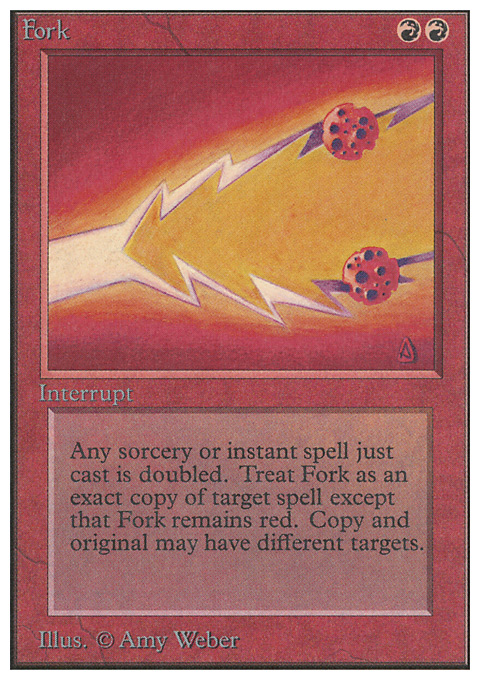 Fork
Interrupt
Any sorcery or instant spell just
cast is doubled. Treat Fork as an
exact copy of target spell except
that Fork remains red. Copy and
original may have different targets.
Illus. © Amy Weber